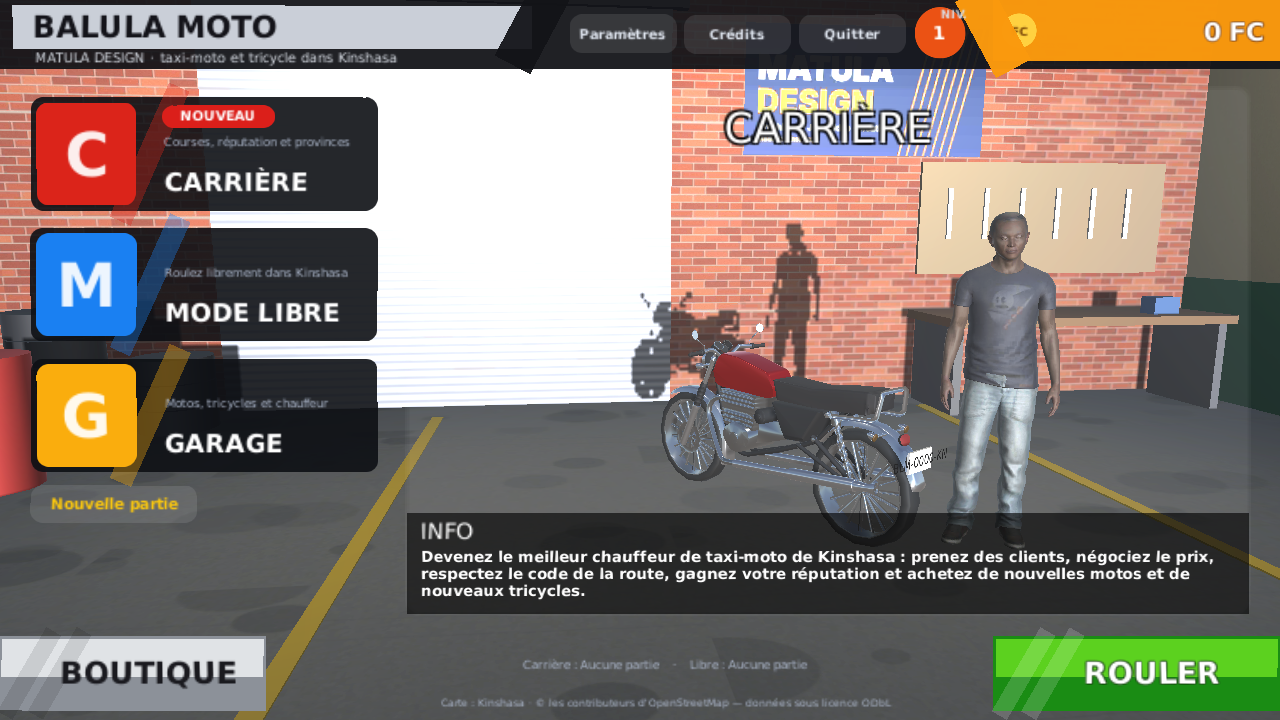 BALULA MOTO
MATULA DESIGN · taxi-moto et tricycle dans Kinshasa
Paramètres
Crédits
Quitter
NIV
1
FC
0 FC
C
NOUVEAU
Courses, réputation et provinces
CARRIÈRE
M
Roulez librement dans Kinshasa
MODE LIBRE
G
Motos, tricycles et chauffeur
GARAGE
Nouvelle partie
MATULA
DESIGN
CARRIÈRE
INFO
Devenez le meilleur chauffeur de taxi-moto de Kinshasa : prenez des clients, négociez le prix,
respectez le code de la route, gagnez votre réputation et achetez de nouvelles motos et de
nouveaux tricycles.
BOUTIQUE
Carrière : Aucune partie - Libre : Aucune partie
ROULER
Carte : Kinshasa · © les contributeurs d'OpenStreetMap — données sous licence ODbL